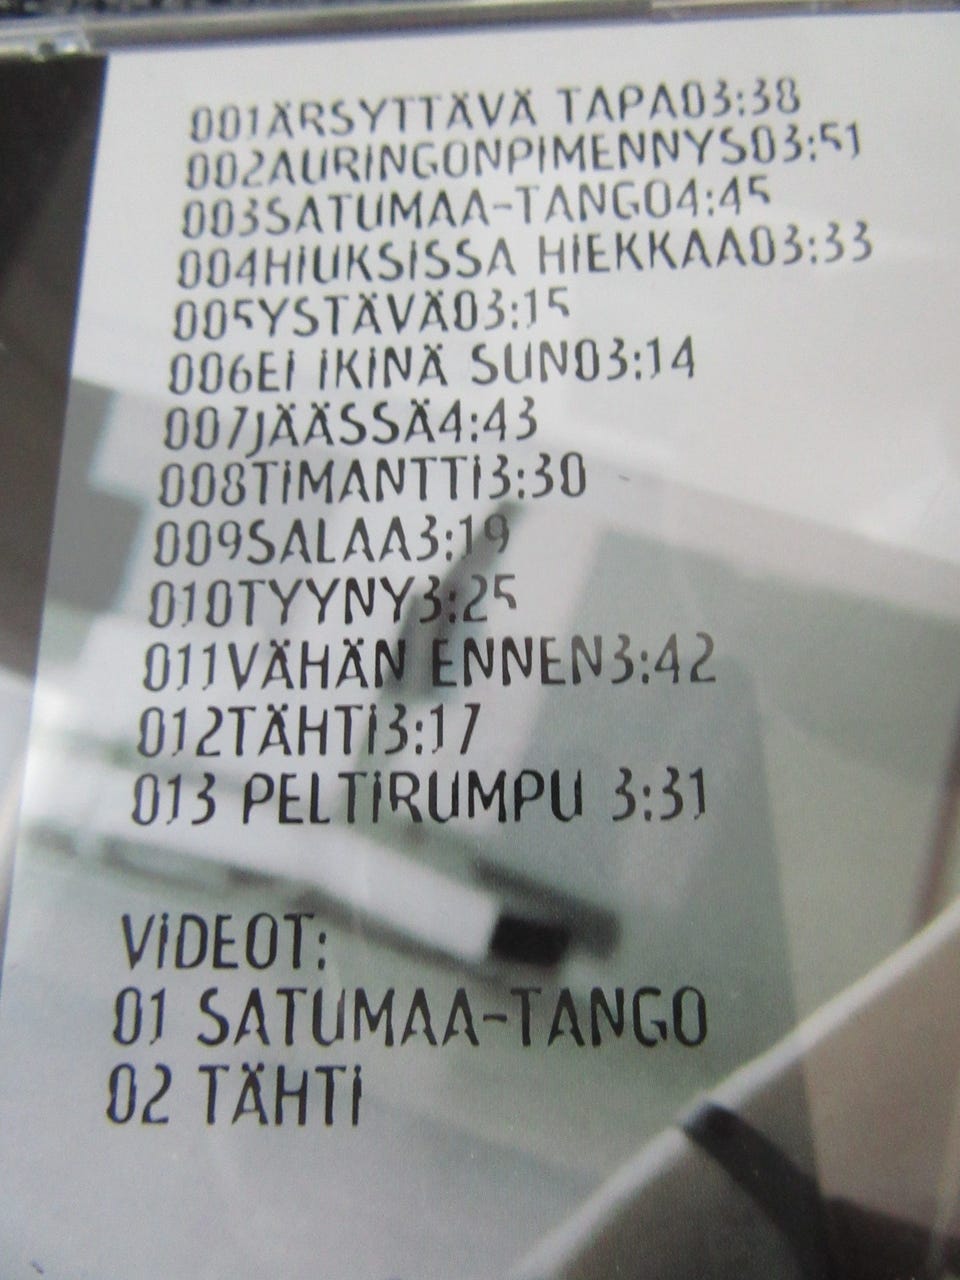 001ÄRSYTTÄVÄ TAPA03:38
002AURINGONPIMENNYS03:51
003SATUMAA-TANGO04:45
004HIUKSISSA HIEKKAA03:33
005YSTÄVÄ03:15
006EI IKINÄ SUN03:14
007JÄÄSSÄ4:43
008TIMANTTI3:30
009SALAA3:19
010TYYNY3:25
011VÄHÄN ENNEN3:42
012TÄHTI3:17
013 PELTIRUMPU 3:31
VIDEOT:
01 SATUMAA-TANGO
02 TÄHTI